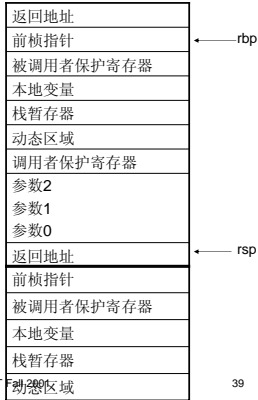 返回地址
前桢指针
rbp
被调用者保护寄存器
本地变量
栈暂存器
动态区域
调用者保护寄存器
参数2
参数1
参数0
返回地址
rsp
前桢指针
被调用者保护寄存器
本地变量
栈暂存器
动态区域
Fall 2001
39